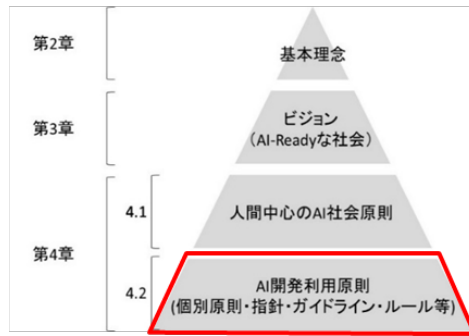 第2章
基本理念
第3章
ビジョン
（AI-Readyな社会）
第4章
4.1
人間中心のAI社会原則
4.2
AI開発利用原則
(個別原則・指針・ガイドライン・ルール等)